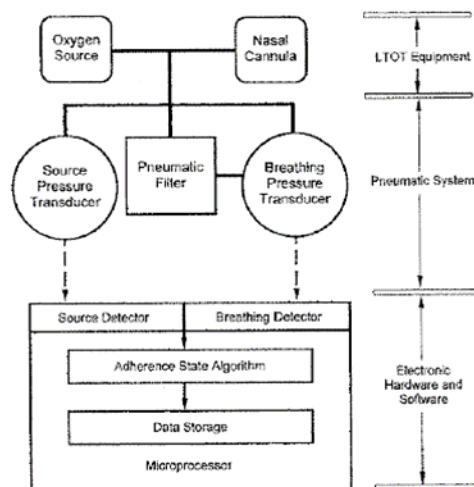 Oxygen
Source
Nasal
Cannula
LTOT Equipment
Source
Pressure
Transducer
Pneumatic
Filter
Breathing
Pressure
Transducer
Pneumatic System
Source Detector
Breathing Detector
Adherence State Algorithm
Data Storage
Microprocessor
Electronic
Hardware and
Software